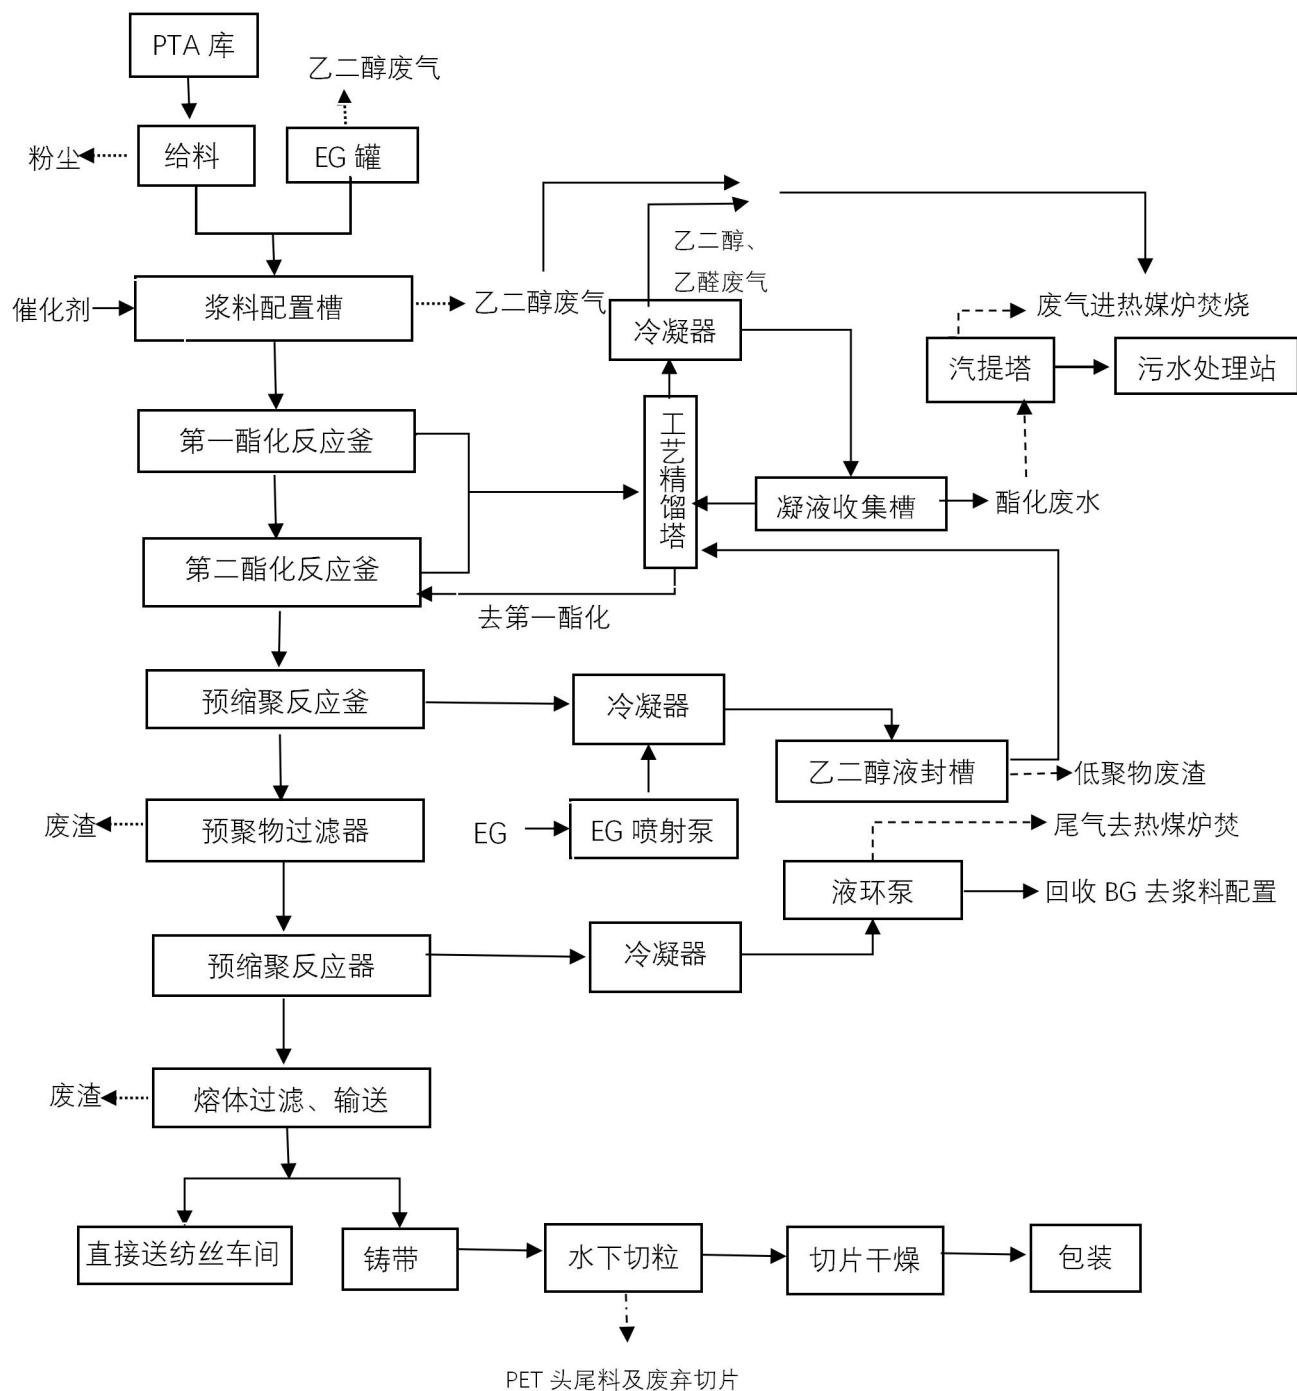 PTA 库
乙二醇废气
粉尘
给料
EG 罐
乙二醇、
乙醛废气
催化剂
浆料配置槽
乙二醇废气
冷凝器
废气进热媒炉焚烧
汽提塔
污水处理站
第一酯化反应釜
工艺精馏塔
凝液收集槽
酯化废水
第二酯化反应釜
去第一酯化
预缩聚反应釜
冷凝器
乙二醇液封槽
低聚物废渣
废渣
预聚物过滤器
EG
EG 喷射泵
尾气去热煤炉焚
液环泵
回收 BG 去浆料配置
预缩聚反应器
冷凝器
废渣
熔体过滤、输送
直接送纺丝车间
铸带
水下切粒
切片干燥
包装
PET 头尾料及废弃切片